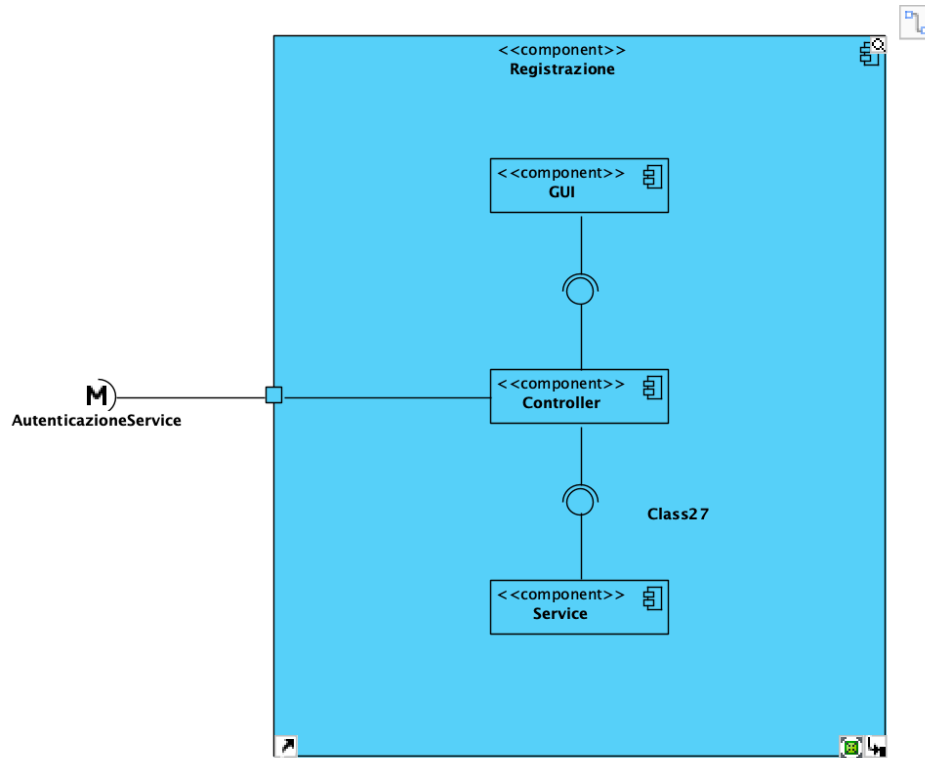 <<component>>
Registrazione
<<component>>
GUI
<<component>>
Controller
M
AutenticazioneService
Class27
<<component>>
Service